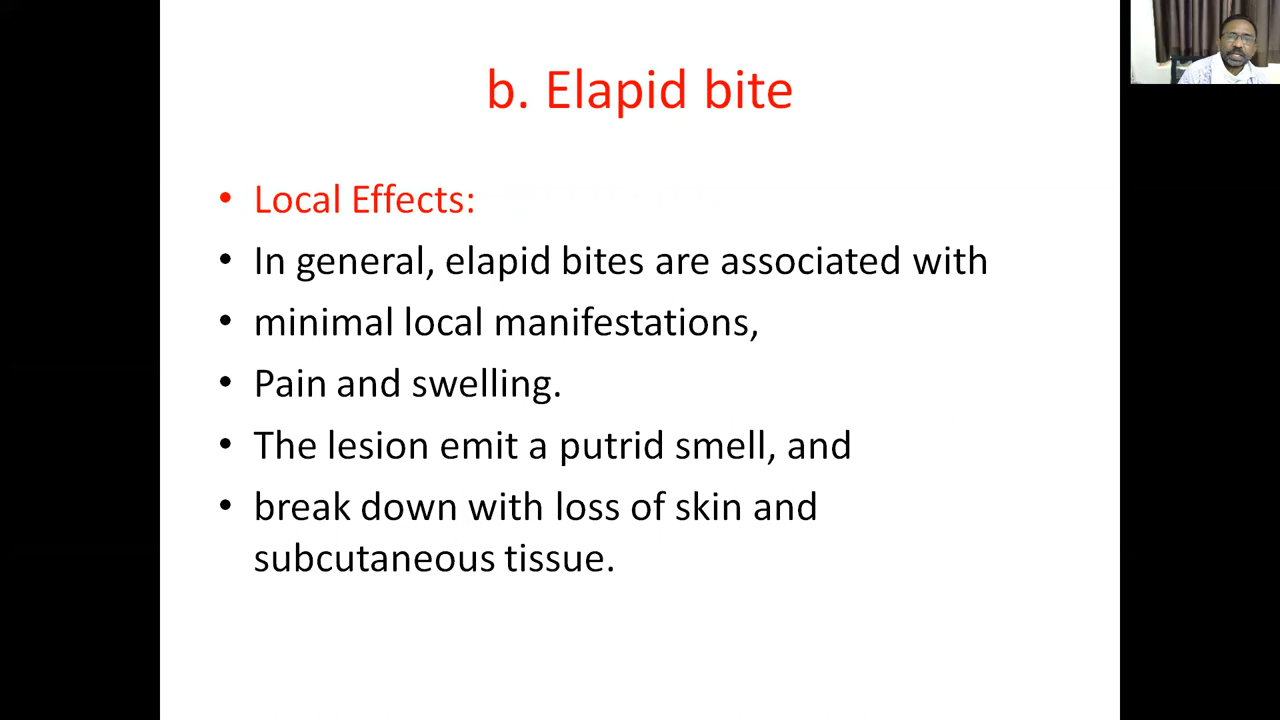 b. Elapid bite
• Local Effects:
• In general, elapid bites are associated with
• minimal local manifestations,
• Pain and swelling.
• The lesion emit a putrid smell, and
• break down with loss of skin and
subcutaneous tissue.